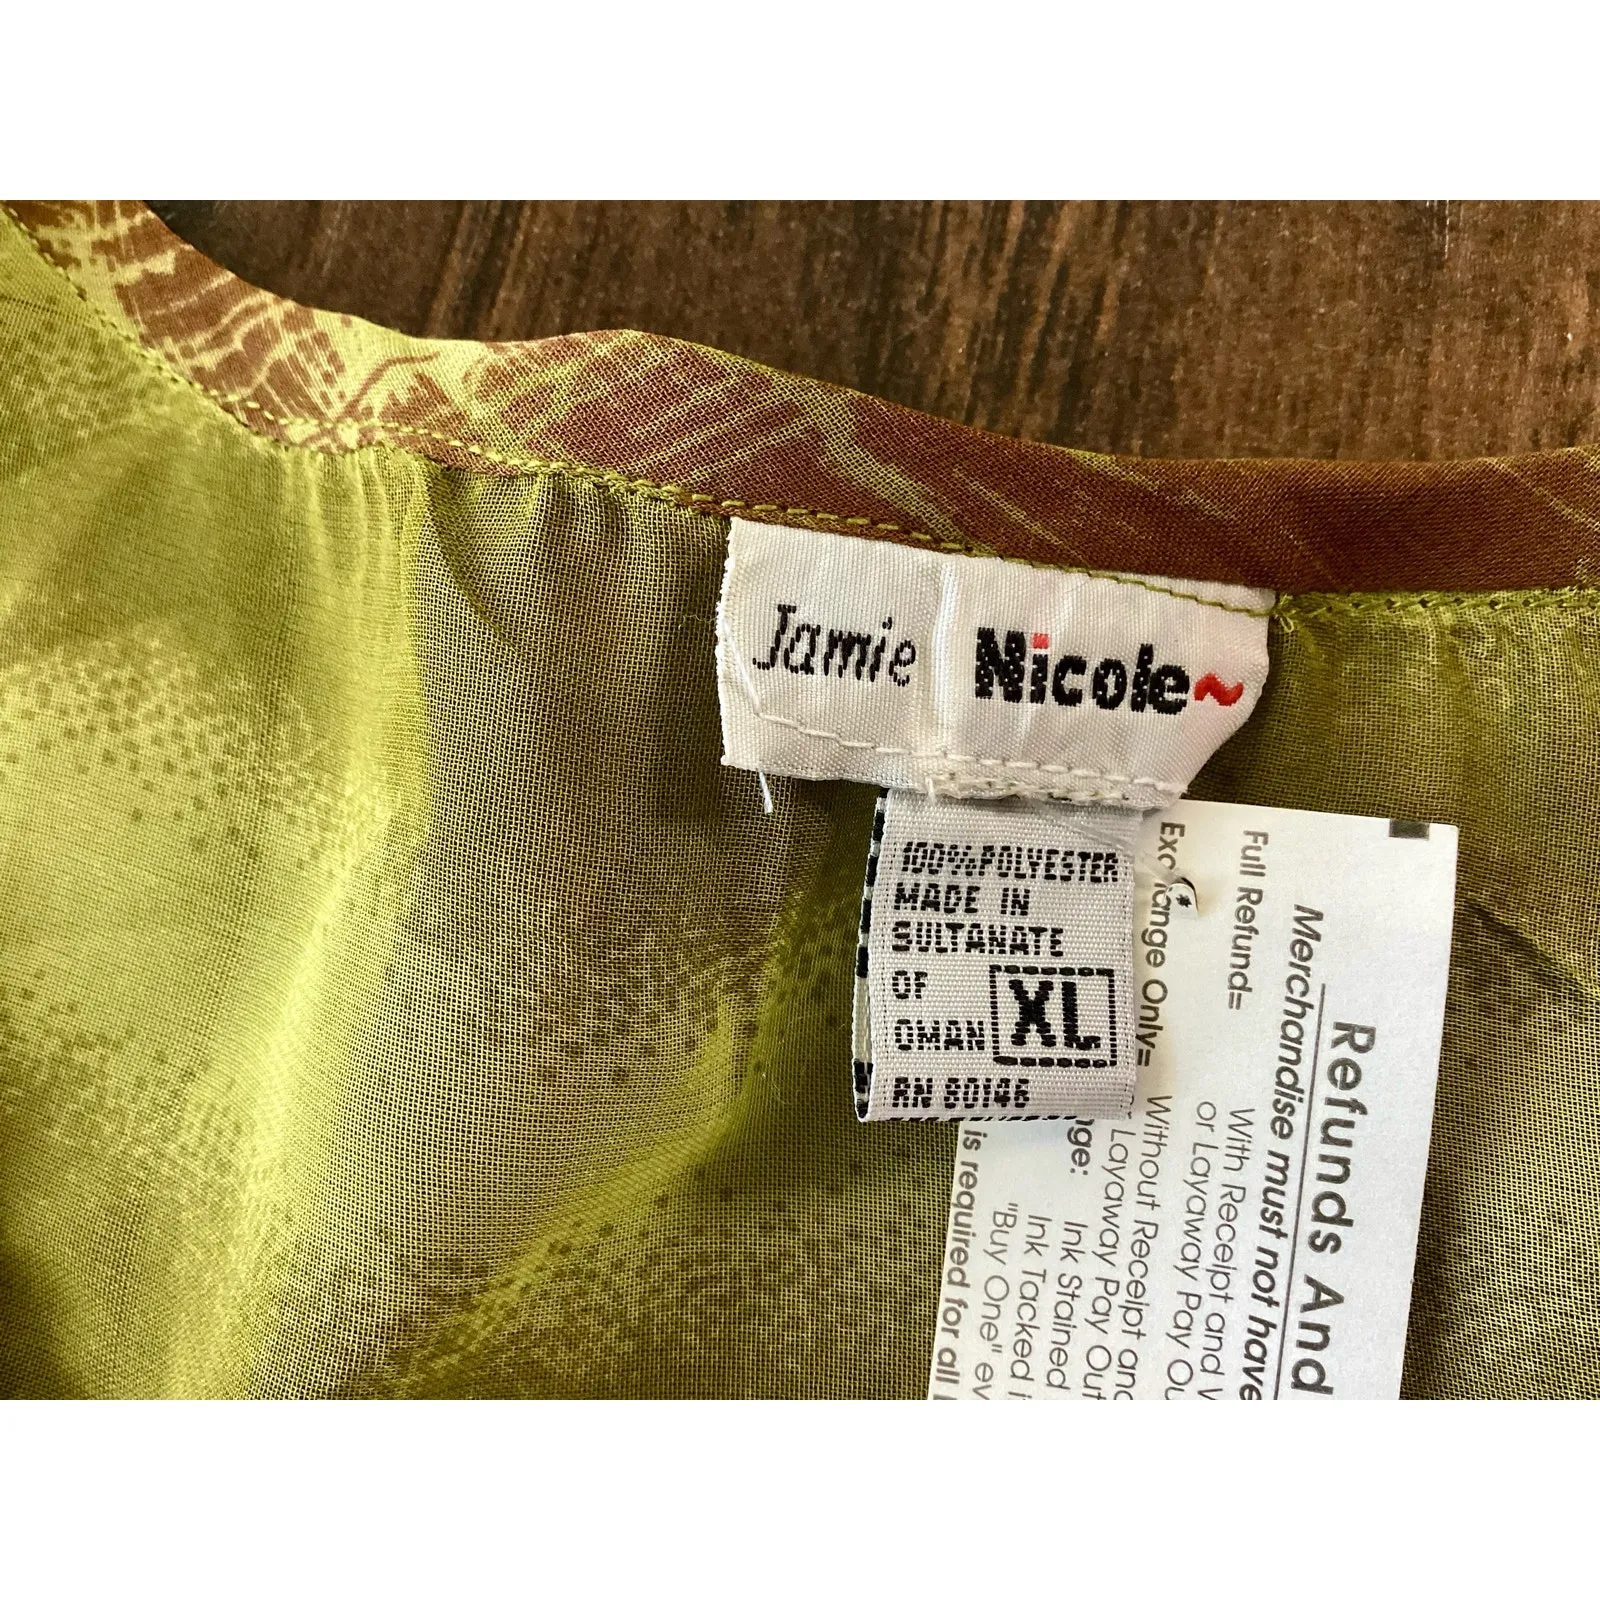 Jamie Nicole~
100% POLYESTER
MADE IN
SULTANATE
OF
OMAN
XL
RN 80146
Refunds And
Merchandise must not have
Full Refund= With Receipt and
or Layaway Pay Ou
Only= Without Receipt and
Layaway Pay Out
Ink Stained
Ink Tacked
"Buy One" ev
is required for all